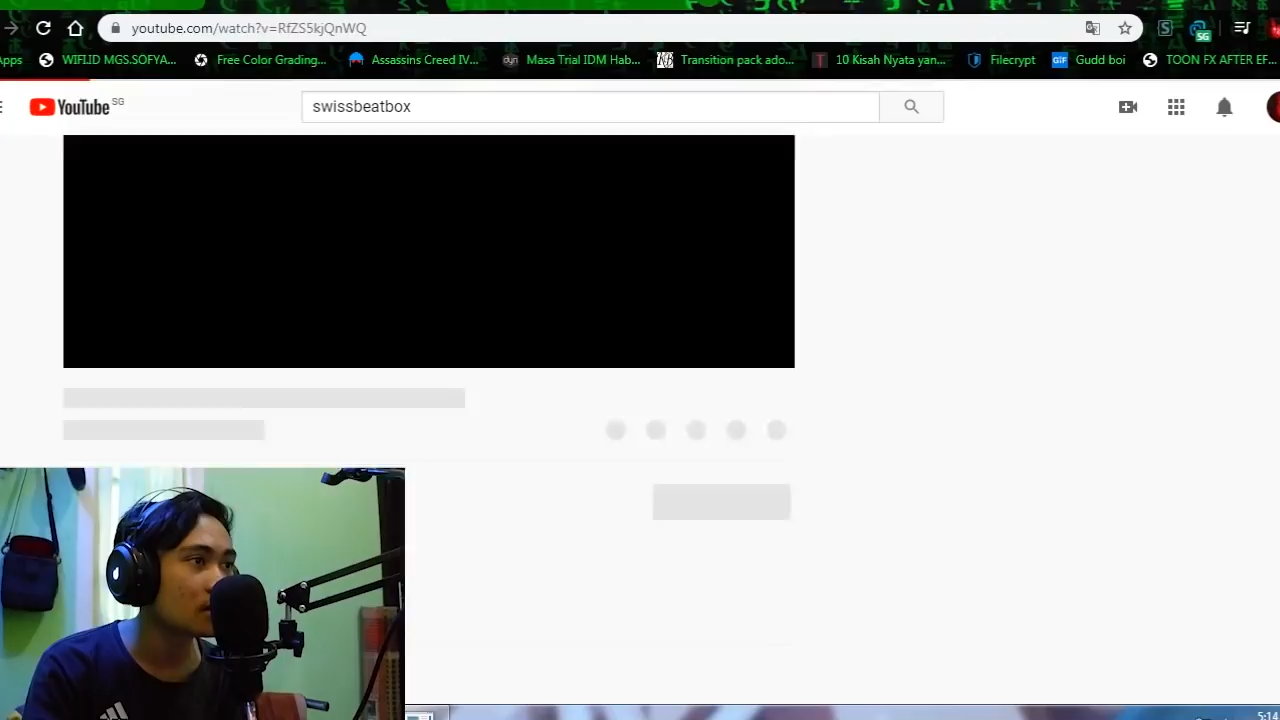 youtube.com/watch?v=RfZS5kjQnWQ
SG
Apps WIFI.ID MGS.SOFYA... Free Color Grading... Assassins Creed IV... Masa Trial IDM Hab... Transition pack ado... 10 Kisah Nyata yan... Filecrypt GIF Gudd boi TOON FX AFTER EF...
YouTube SG
swissbeatbox
5:14